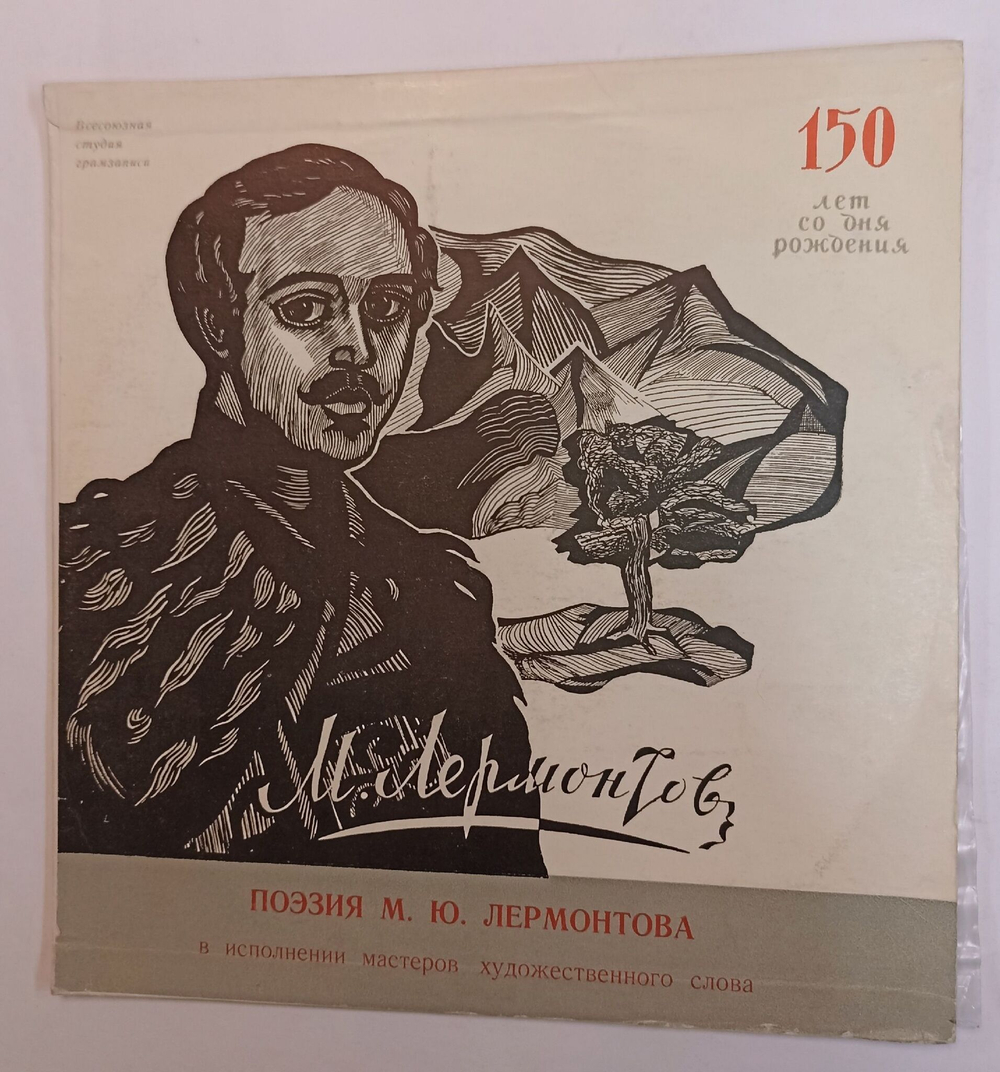 Всесоюзная
студия
грамзаписи
150
лет
со дня
рождения
М. Лермонтов
ПОЭЗИЯ М. Ю. ЛЕРМОНТОВА
в исполнении мастеров художественного слова